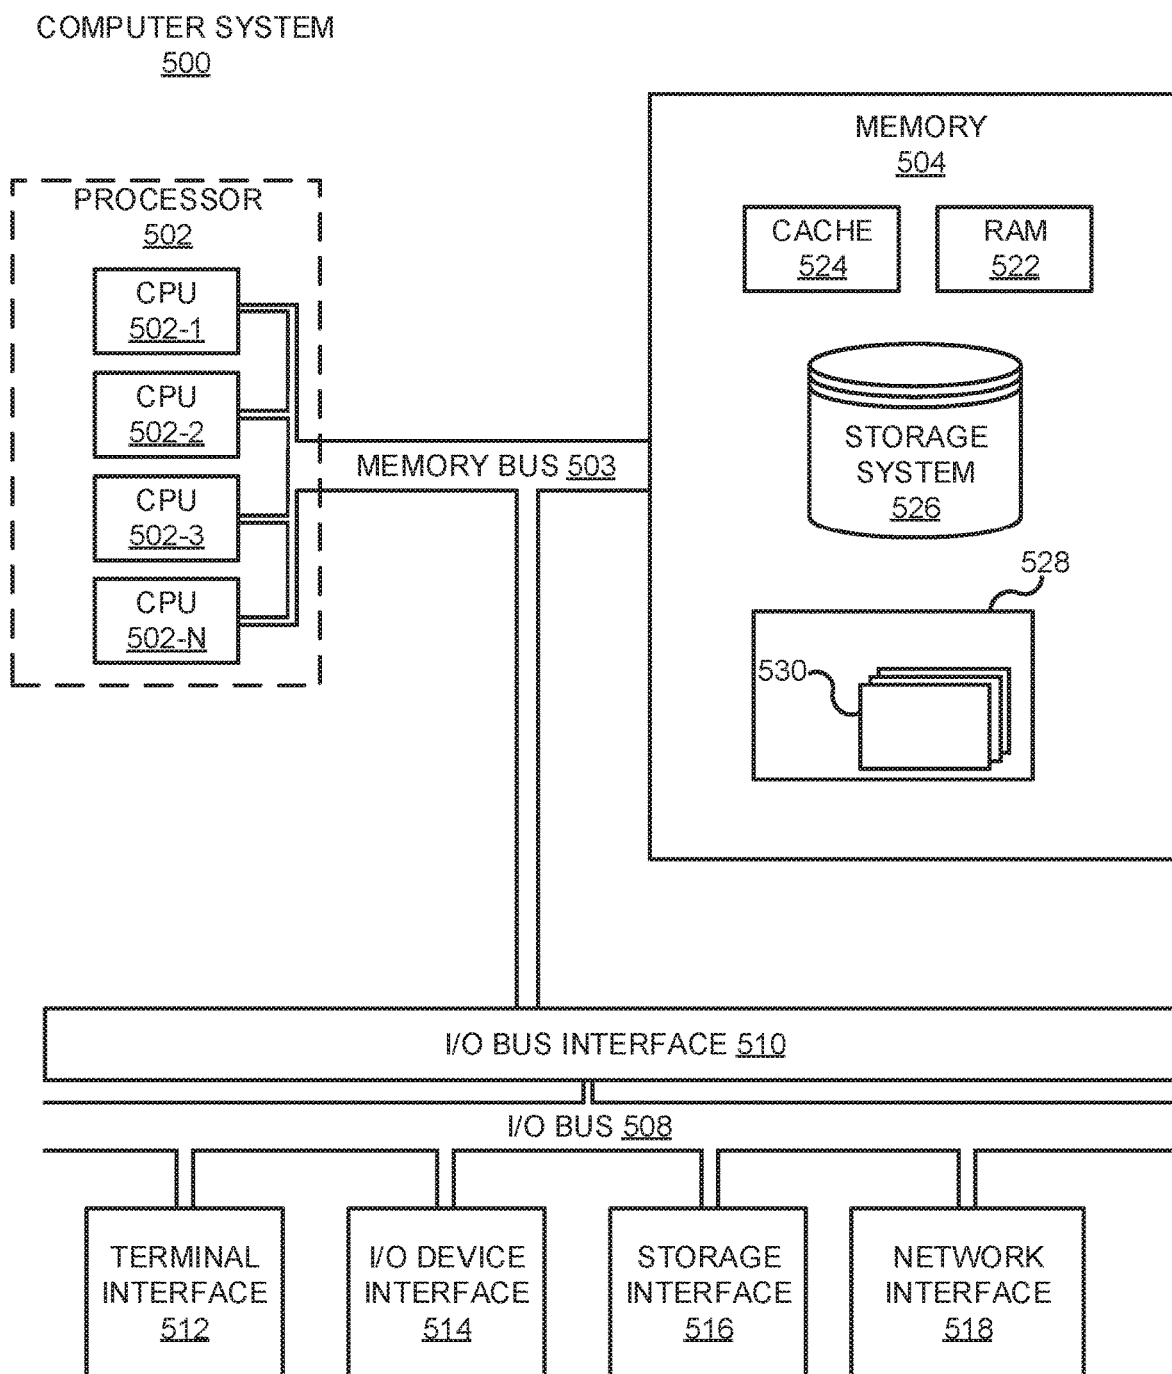 COMPUTER SYSTEM
500
PROCESSOR
502
CPU
502-1
CPU
502-2
CPU
502-3
CPU
502-N
MEMORY BUS 503
MEMORY
504
CACHE
524
RAM
522
STORAGE
SYSTEM
526
528
530
I/O BUS INTERFACE 510
I/O BUS 508
TERMINAL
INTERFACE
512
I/O DEVICE
INTERFACE
514
STORAGE
INTERFACE
516
NETWORK
INTERFACE
518